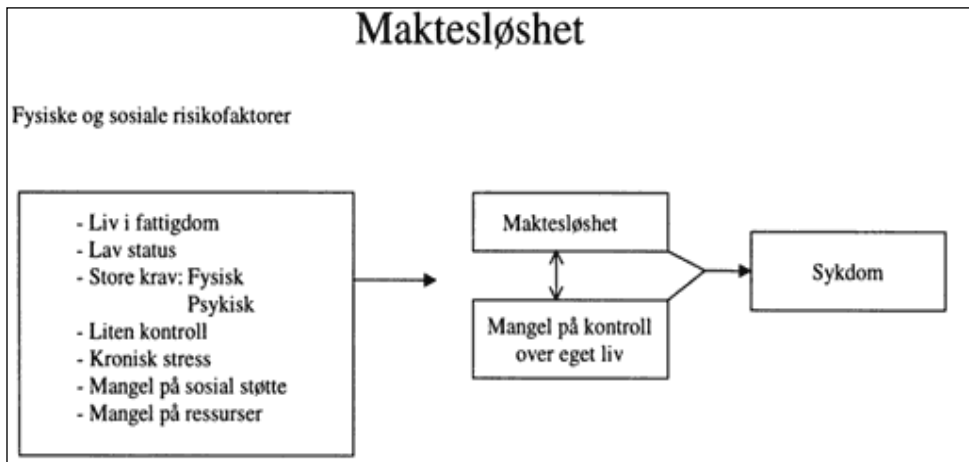 Maktesløshet
Fysiske og sosiale risikofaktorer
- Liv i fattigdom
- Lav status
- Store krav: Fysisk
Psykisk
- Liten kontroll
- Kronisk stress
- Mangel på sosial støtte
- Mangel på ressurser
Maktesløshet
Mangel på kontroll
over eget liv
Sykdom